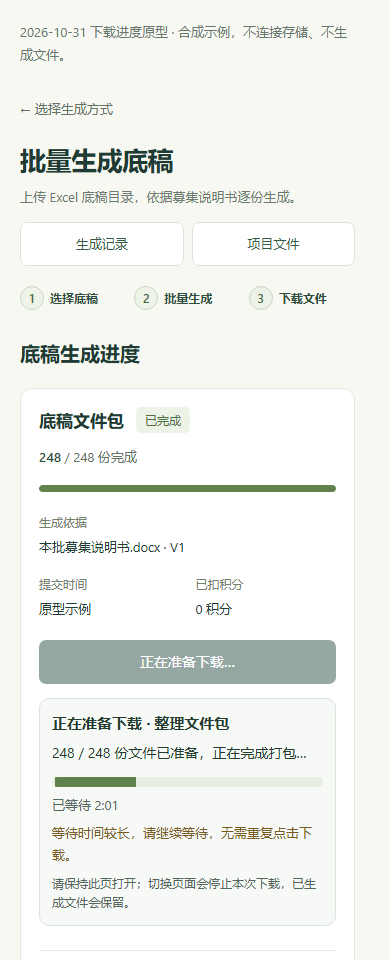 2026-10-31 下载进度原型 · 合成示例，不连接存储、不生
成文件。
← 选择生成方式
批量生成底稿
上传 Excel 底稿目录，依据募集说明书逐份生成。
生成记录
项目文件
1 选择底稿
2 批量生成
3 下载文件
底稿生成进度
底稿文件包
已完成
248 / 248 份完成
生成依据
本批募集说明书.docx · V1
提交时间
已扣积分
原型示例
0 积分
正在准备下载...
正在准备下载 · 整理文件包
248 / 248 份文件已准备，正在完成打包...
已等待 2:01
等待时间较长，请继续等待，无需重复点击下
载。
请保持此页打开；切换页面会停止本次下载，已生
成文件会保留。